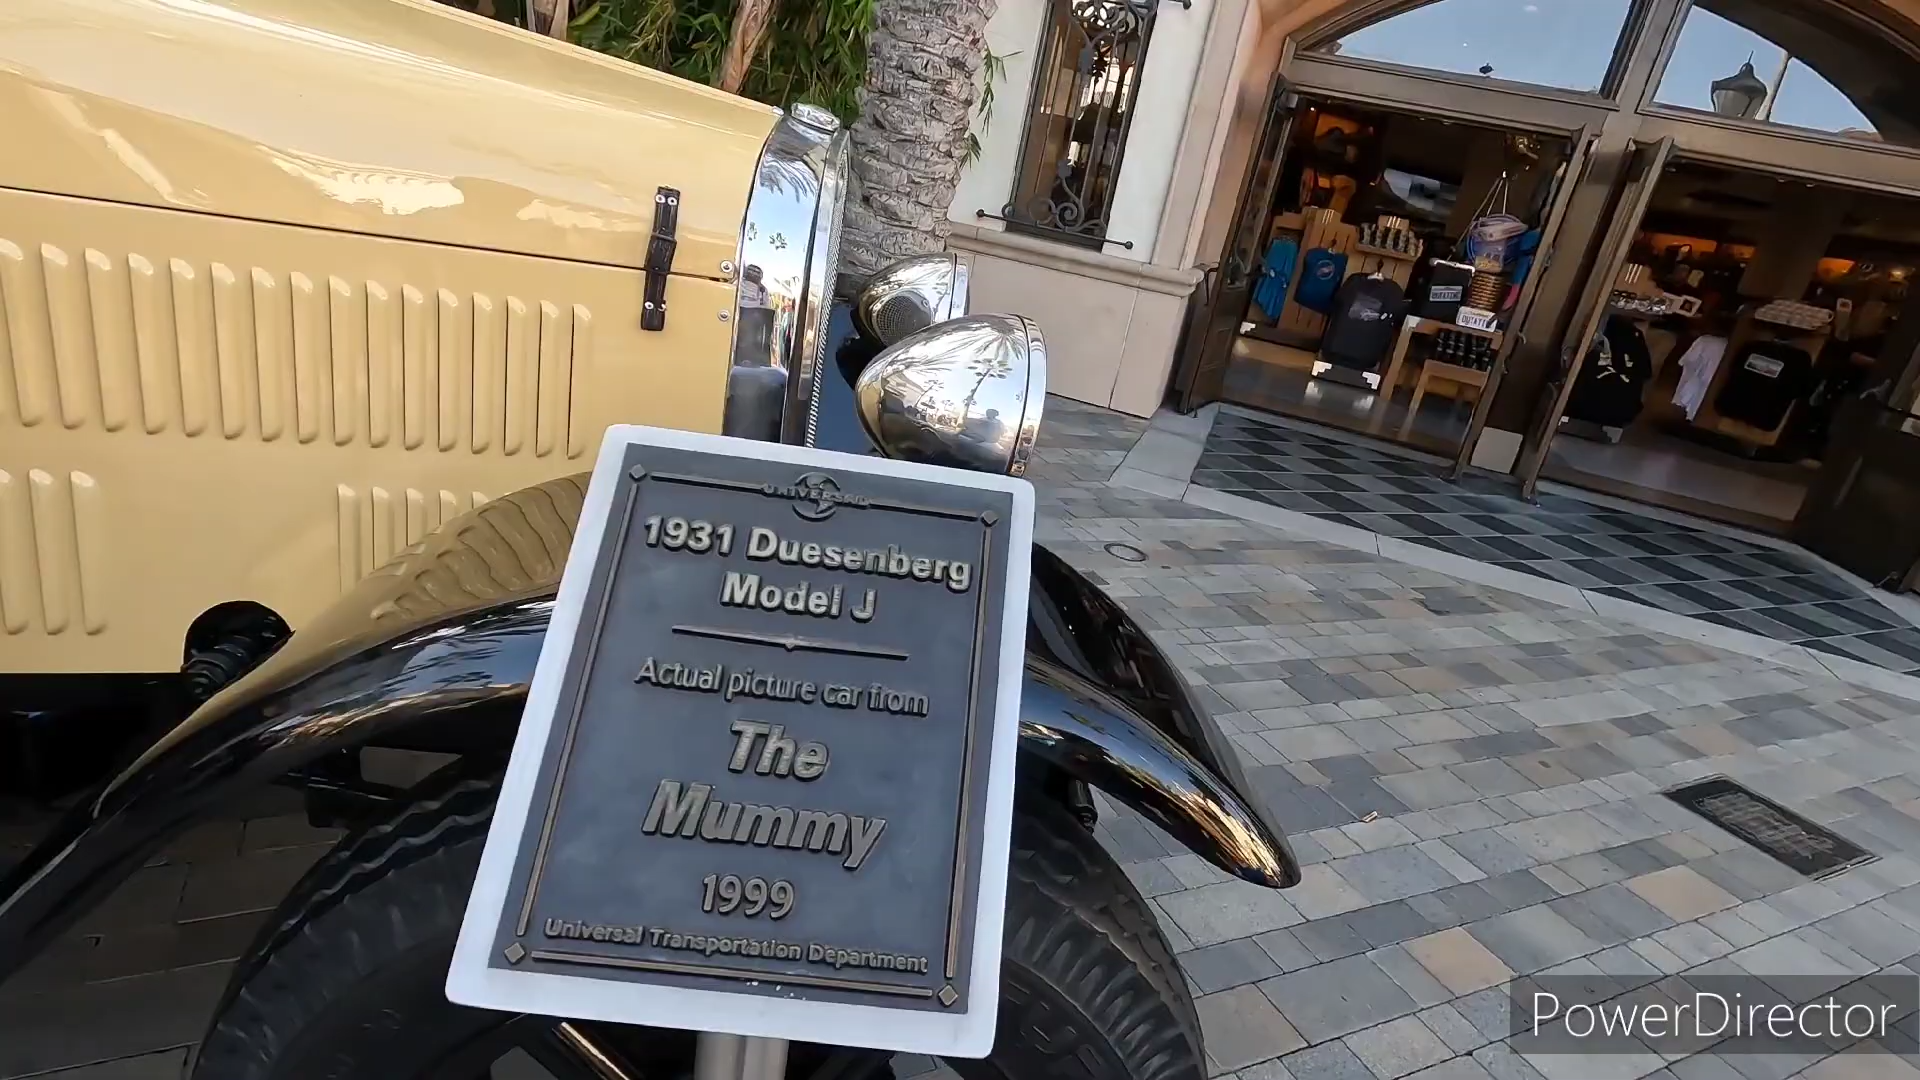 UNIVERSAL
1931 Duesenberg
Model J
Actual picture car from
The
Mummy
1999
Universal Transportation Department
PowerDirector